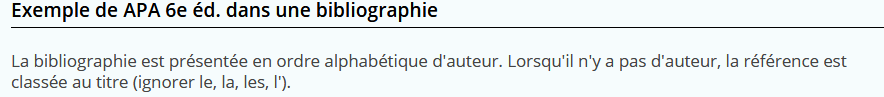 Exemple de APA 6e éd. dans une bibliographie
La bibliographie est présentée en ordre alphabétique d'auteur. Lorsqu'il n'y a pas d'auteur, la référence est
classée au titre (ignorer le, la, les, l').